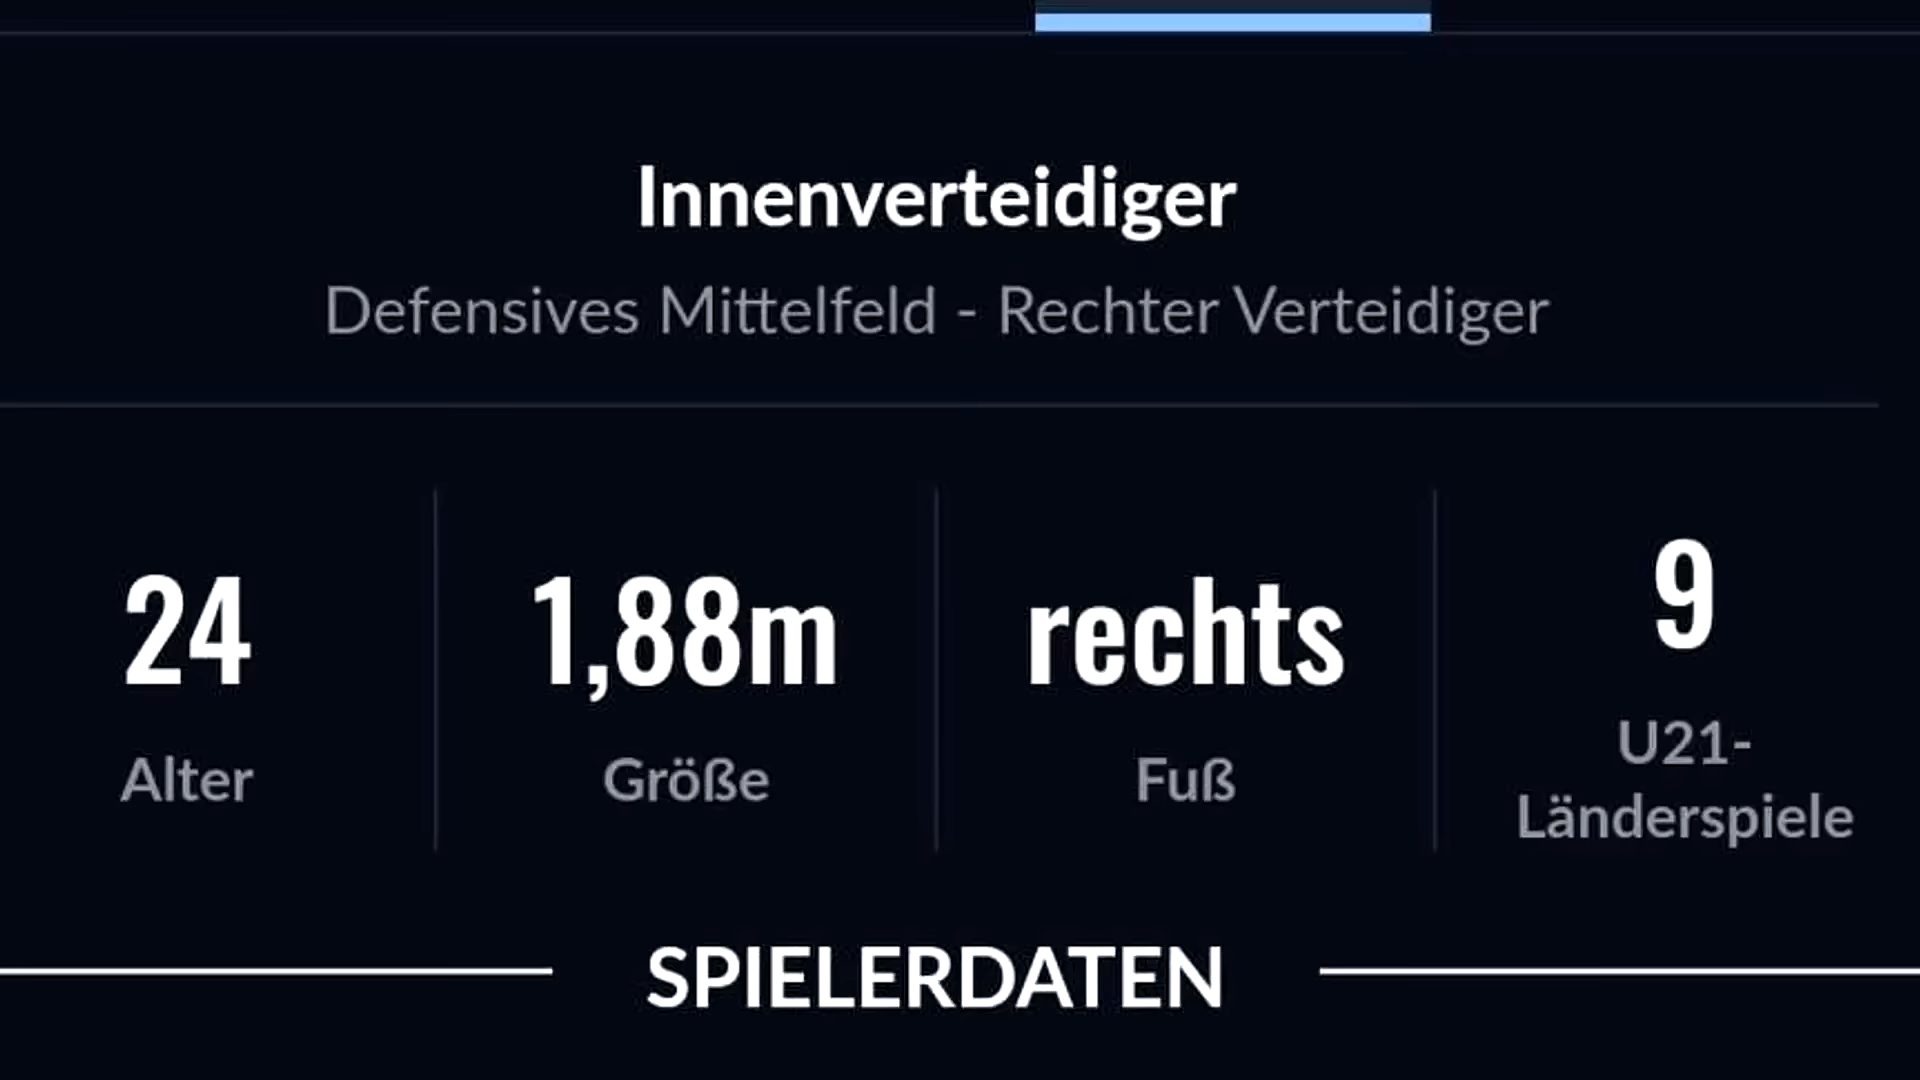 Innenverteidiger
Defensives Mittelfeld - Rechter Verteidiger
24
Alter
1,88m
Größe
rechts
Fuß
9
U21-
Länderspiele
SPIELERDATEN